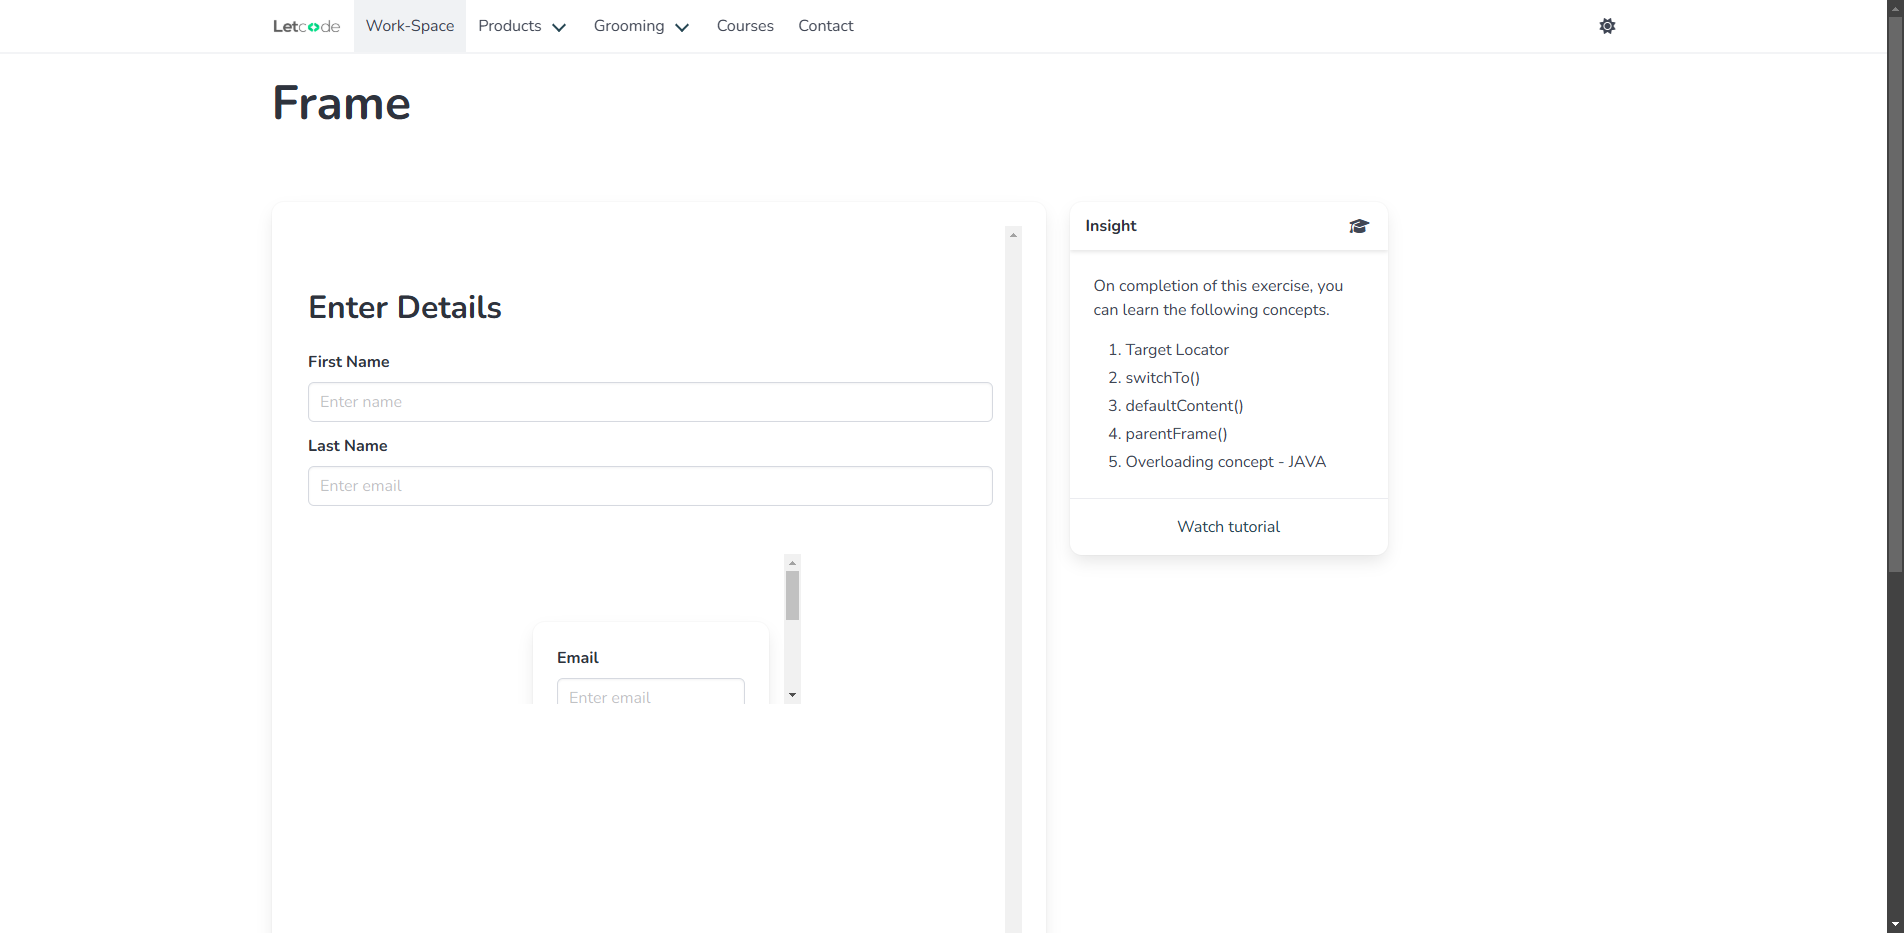 Letcode Work-Space Products Grooming Courses Contact
Frame
Enter Details
First Name
Enter name
Last Name
Enter email
Email
Enter email
Insight
On completion of this exercise, you
can learn the following concepts.
1. Target Locator
2. switchTo()
3. defaultContent()
4. parentFrame()
5. Overloading concept - JAVA
Watch tutorial